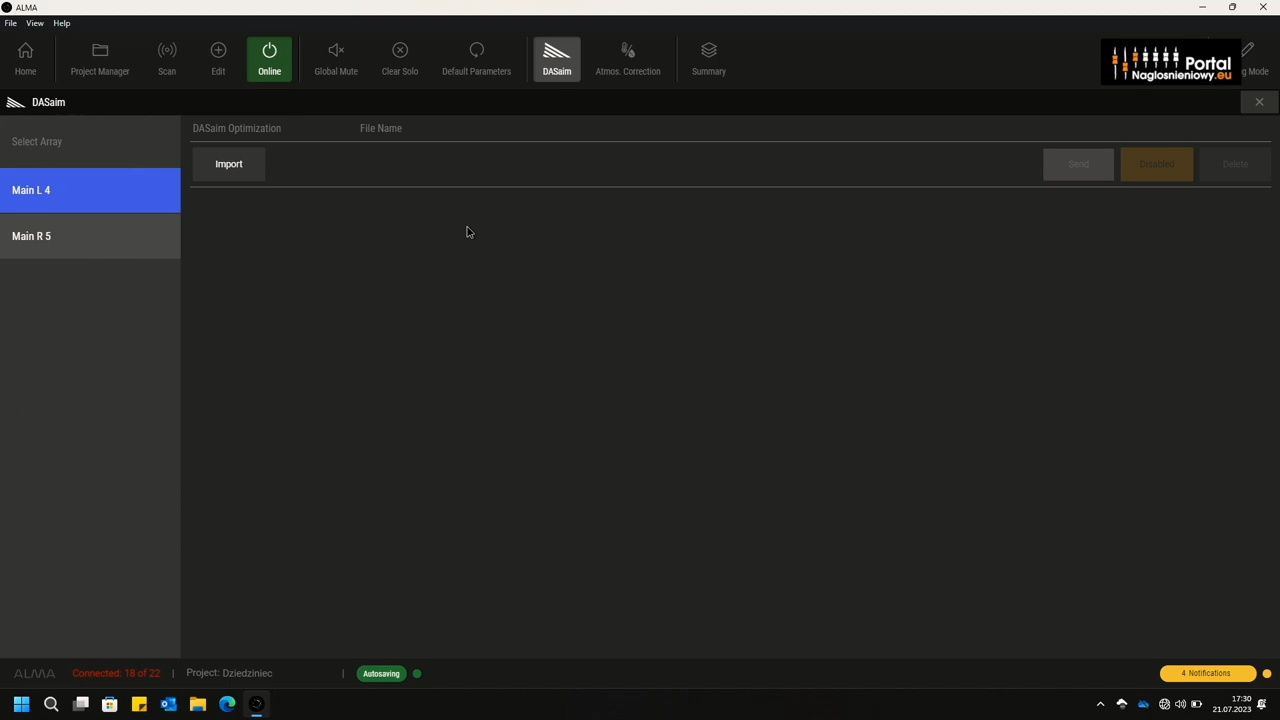 ALMA
File View Help
Home Project Manager Scan Edit Online Global Mute Clear Solo Default Parameters DASaim Atmos. Correction Summary g Mode
Portal
Naglosnieniowy.eu
DASaim
Select Array
DASaim Optimization File Name
Import Send Disabled Delete
Main L 4
Main R 5
ALMA Connected: 18 of 22 | Project: Dziedziniec | Autosaving 4 Notifications
17:30
21.07.2023